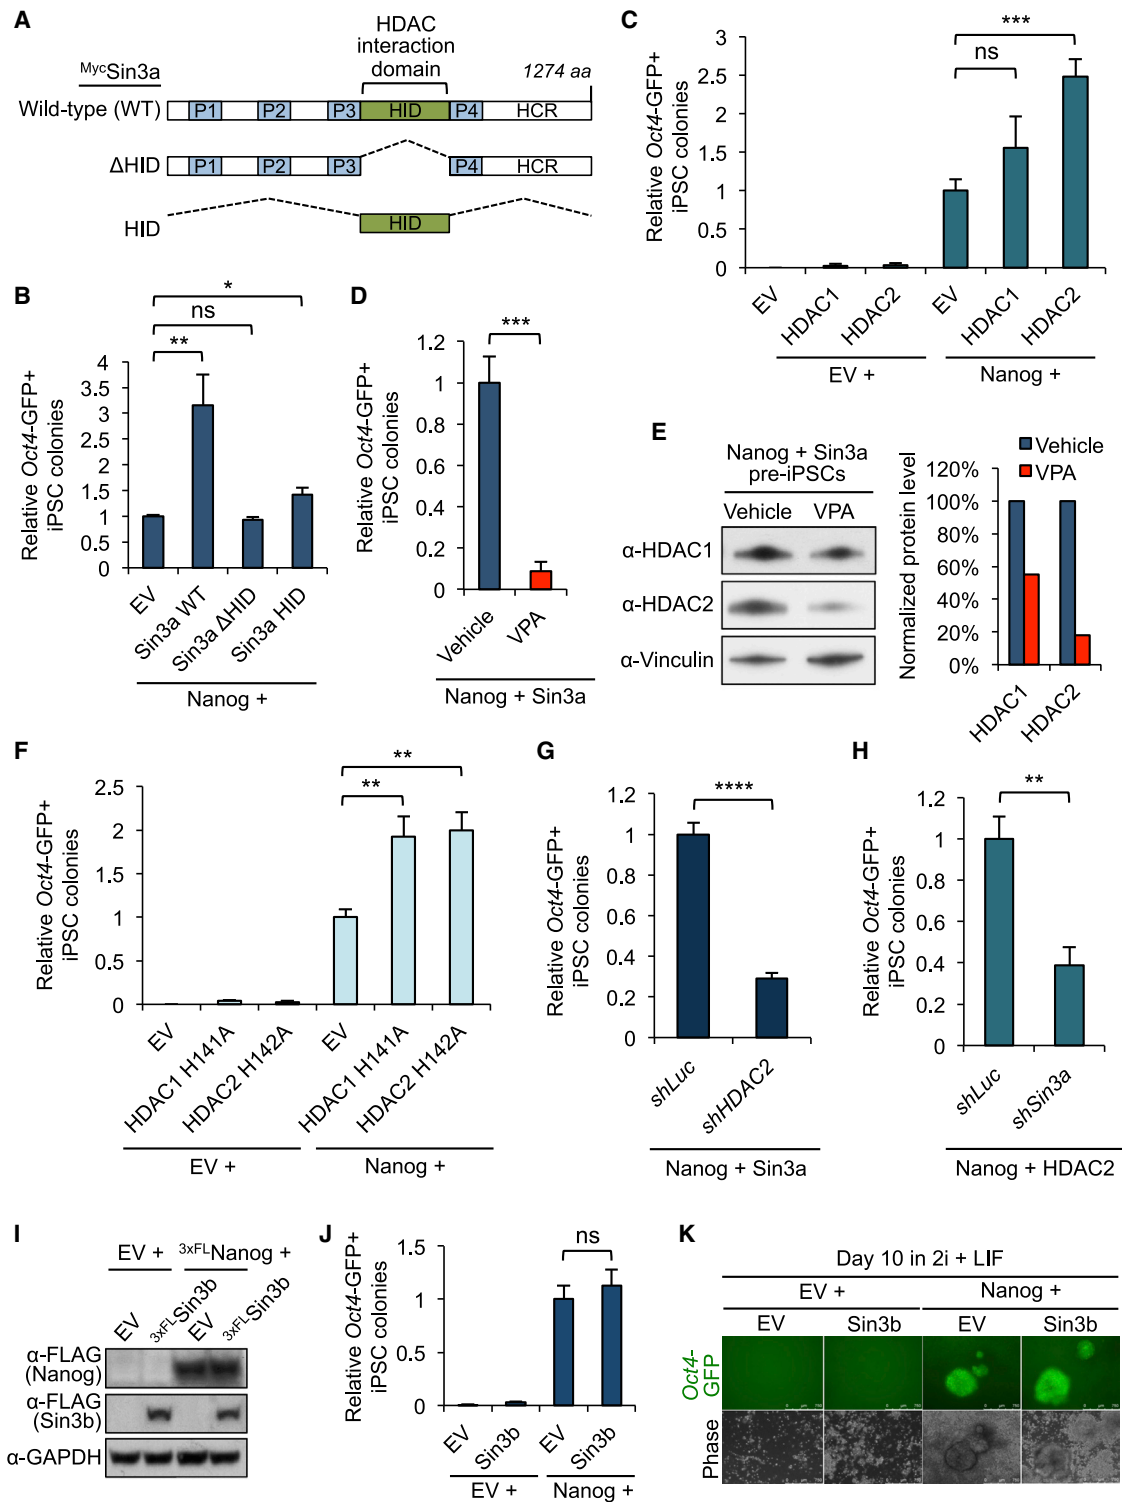 A
HDAC
interaction
domain
MycSin3a
1274 aa
Wild-type (WT)
P1
P2
P3
HID
P4
HCR
ΔHID
P1
P2
P3
P4
HCR
HID
HID
B
Relative Oct4-GFP+
iPSC colonies
4
3.5
3
2.5
2
1.5
1
0.5
0
*
ns
**
EV
Sin3a WT
Sin3a ΔHID
Sin3a HID
Nanog +
C
Relative Oct4-GFP+
iPSC colonies
3
2.5
2
1.5
1
0.5
0
***
ns
EV
HDAC1
HDAC2
EV
HDAC1
HDAC2
EV +
Nanog +
D
Relative Oct4-GFP+
iPSC colonies
1.2
1
0.8
0.6
0.4
0.2
0
***
Vehicle
VPA
Nanog + Sin3a
E
Nanog + Sin3a
pre-iPSCs
Vehicle
VPA
α-HDAC1
α-HDAC2
α-Vinculin
Vehicle
VPA
Normalized protein level
120%
100%
80%
60%
40%
20%
0%
HDAC1
HDAC2
F
Relative Oct4-GFP+
iPSC colonies
2.5
2
1.5
1
0.5
0
**
**
EV
HDAC1 H141A
HDAC2 H142A
EV
HDAC1 H141A
HDAC2 H142A
EV +
Nanog +
G
Relative Oct4-GFP+
iPSC colonies
1.2
1
0.8
0.6
0.4
0.2
0
****
shLuc
shHDAC2
Nanog + Sin3a
H
Relative Oct4-GFP+
iPSC colonies
1.2
1
0.8
0.6
0.4
0.2
0
**
shLuc
shSin3a
Nanog + HDAC2
I
EV +
3xFLNanog +
EV
3xFLSin3b
EV
3xFLSin3b
α-FLAG
(Nanog)
α-FLAG
(Sin3b)
α-GAPDH
J
Relative Oct4-GFP+
iPSC colonies
1.5
1
0.5
0
ns
EV
Sin3b
EV
Sin3b
EV +
Nanog +
K
Day 10 in 2i + LIF
EV +
Nanog +
EV
Sin3b
EV
Sin3b
Oct4-
GFP
Phase